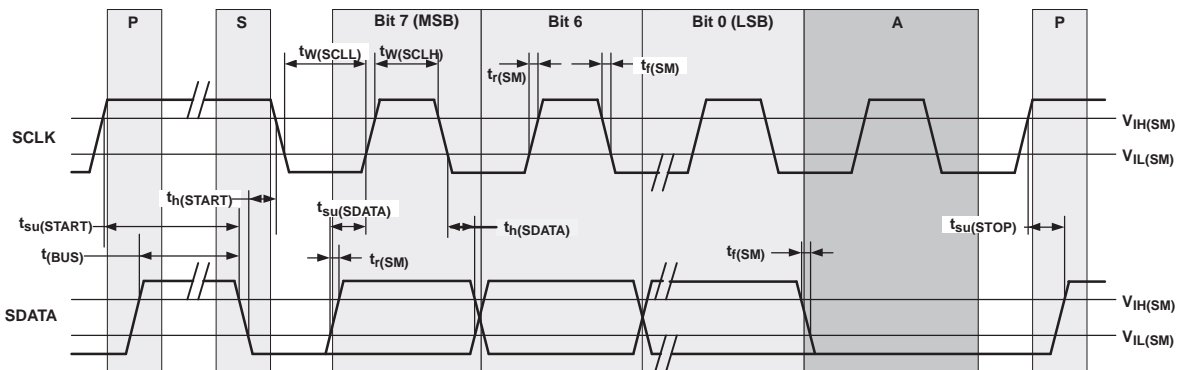 P S Bit 7 (MSB) Bit 6 Bit 0 (LSB) A P
tW(SCLL) tW(SCLH)
tr(SM) tf(SM)
VIH(SM)
SCLK
VIL(SM)
th(START)
tsu(SDATA)
tsu(START) th(SDATA) tsu(STOP)
t(BUS) tr(SM) tf(SM)
VIH(SM)
SDATA
VIL(SM)